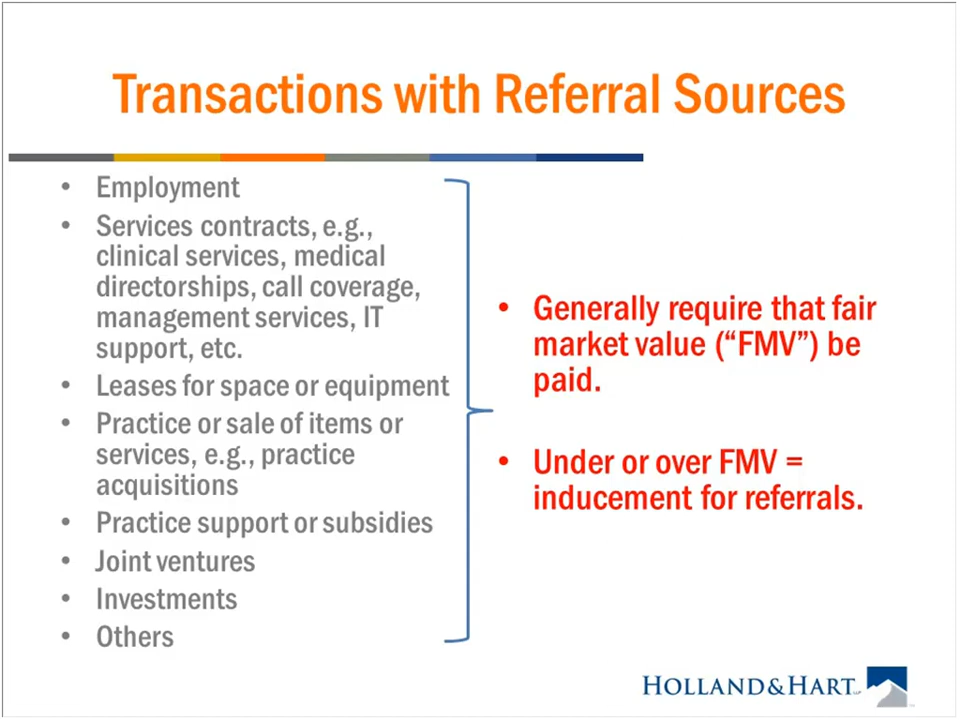 Transactions with Referral Sources
• Employment
• Services contracts, e.g.,
clinical services, medical
directorships, call coverage,
management services, IT
support, etc.
• Leases for space or equipment
• Practice or sale of items or
services, e.g., practice
acquisitions
• Practice support or subsidies
• Joint ventures
• Investments
• Others
• Generally require that fair
market value (“FMV”) be
paid.
• Under or over FMV =
inducement for referrals.
HOLLAND&HART LLP